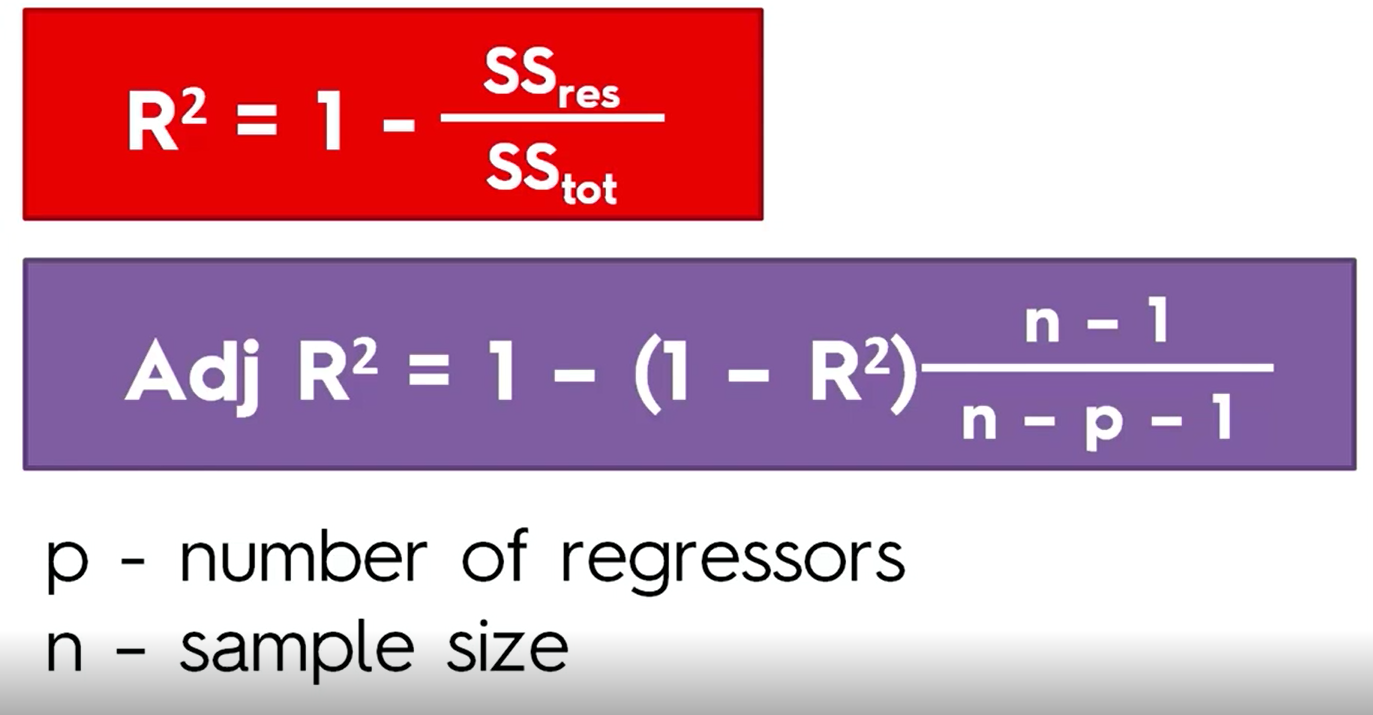 R² = 1 - SSres / SStot
Adj R² = 1 – (1 – R²) n – 1 / n – p – 1
p - number of regressors
n - sample size